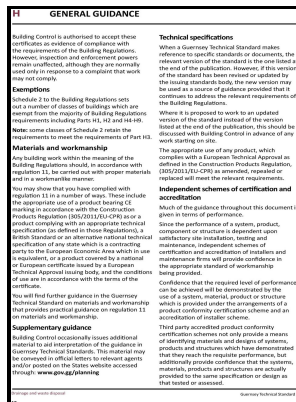 H GENERAL GUIDANCE
Building Control is authorised to accept these
certificates as evidence of compliance with
the requirements of the Building Regulations.
However, inspection and enforcement powers
remain unaffected, although they are normally
used only in response to a complaint that work
may not comply.
Exemptions
Schedule 2 to the Building Regulations sets
out a number of classes of buildings which are
exempt from the majority of Building Regulations
requirements including Parts H1, H2 and H4-H9.
Note: some classes of Schedule 2 retain the
requirements to meet the requirements of Part H3.
Materials and workmanship
Any building work within the meaning of the
Building Regulations should, in accordance with
regulation 11, be carried out with proper materials
and in a workmanlike manner.
You may show that you have complied with
regulation 11 in a number of ways. These include
the appropriate use of a product bearing CE
marking in accordance with the Construction
Products Regulation (305/2011/EU-CPR) as or a
product complying with an appropriate technical
specification (as defined in those Regulations), a
British Standard or an alternative national technical
specification of any state which is a contracting
party to the European Economic Area which in use
is equivalent, or a product covered by a national
or European certificate issued by a European
Technical Approval issuing body, and the conditions
of use are in accordance with the terms of the
certificate.
You will find further guidance in the Guernsey
Technical Standard on materials and workmanship
that provides practical guidance on regulation 11
on materials and workmanship.
Supplementary guidance
Building Control occasionally issues additional
material to aid interpretation of the guidance in
Guernsey Technical Standards. This material may
be conveyed in official letters to relevant agents
and/or posted on the States website accessed
through: www.gov.gg/planning
Technical specifications
When a Guernsey Technical Standard makes
reference to specific standards or documents, the
relevant version of the standard is the one listed at
the end of the publication. However, if this version
of the standard has been revised or updated by
the issuing standards body, the new version may
be used as a source of guidance provided that it
continues to address the relevant requirements of
the Building Regulations.
Where it is proposed to work to an updated
version of the standard instead of the version
listed at the end of the publication, this should be
discussed with Building Control in advance of any
work starting on site.
The appropriate use of any product, which
complies with a European Technical Approval as
defined in the Construction Products Regulation,
(305/2011/EU-CPR) as amended, repealed or
replaced will meet the relevant requirements.
Independent schemes of certification and
accreditation
Much of the guidance throughout this document is
given in terms of performance.
Since the performance of a system, product,
component or structure is dependent upon
satisfactory site installation, testing and
maintenance, independent schemes of
certification and accreditation of installers and
maintenance firms will provide confidence in
the appropriate standard of workmanship
being provided.
Confidence that the required level of performance
can be achieved will be demonstrated by the
use of a system, material, product or structure
which is provided under the arrangements of a
product conformity certification scheme and an
accreditation of installer scheme.
Third party accredited product conformity
certification schemes not only provide a means
of identifying materials and designs of systems,
products and structures which have demonstrated
that they reach the requisite performance, but
additionally provide confidence that the systems,
materials, products and structures are actually
provided to the same specification or design as
that tested or assessed.
Drainage and waste disposal
Guernsey Technical Standard